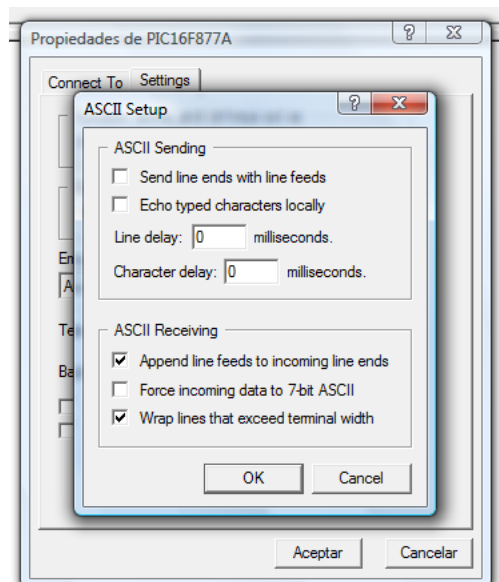 Propiedades de PIC16F877A
Connect To Settings
ASCII Setup
ASCII Sending
Send line ends with line feeds
Echo typed characters locally
Line delay: 0 milliseconds.
Character delay: 0 milliseconds.
ASCII Receiving
Append line feeds to incoming line ends
Force incoming data to 7-bit ASCII
Wrap lines that exceed terminal width
OK Cancel
Aceptar Cancelar